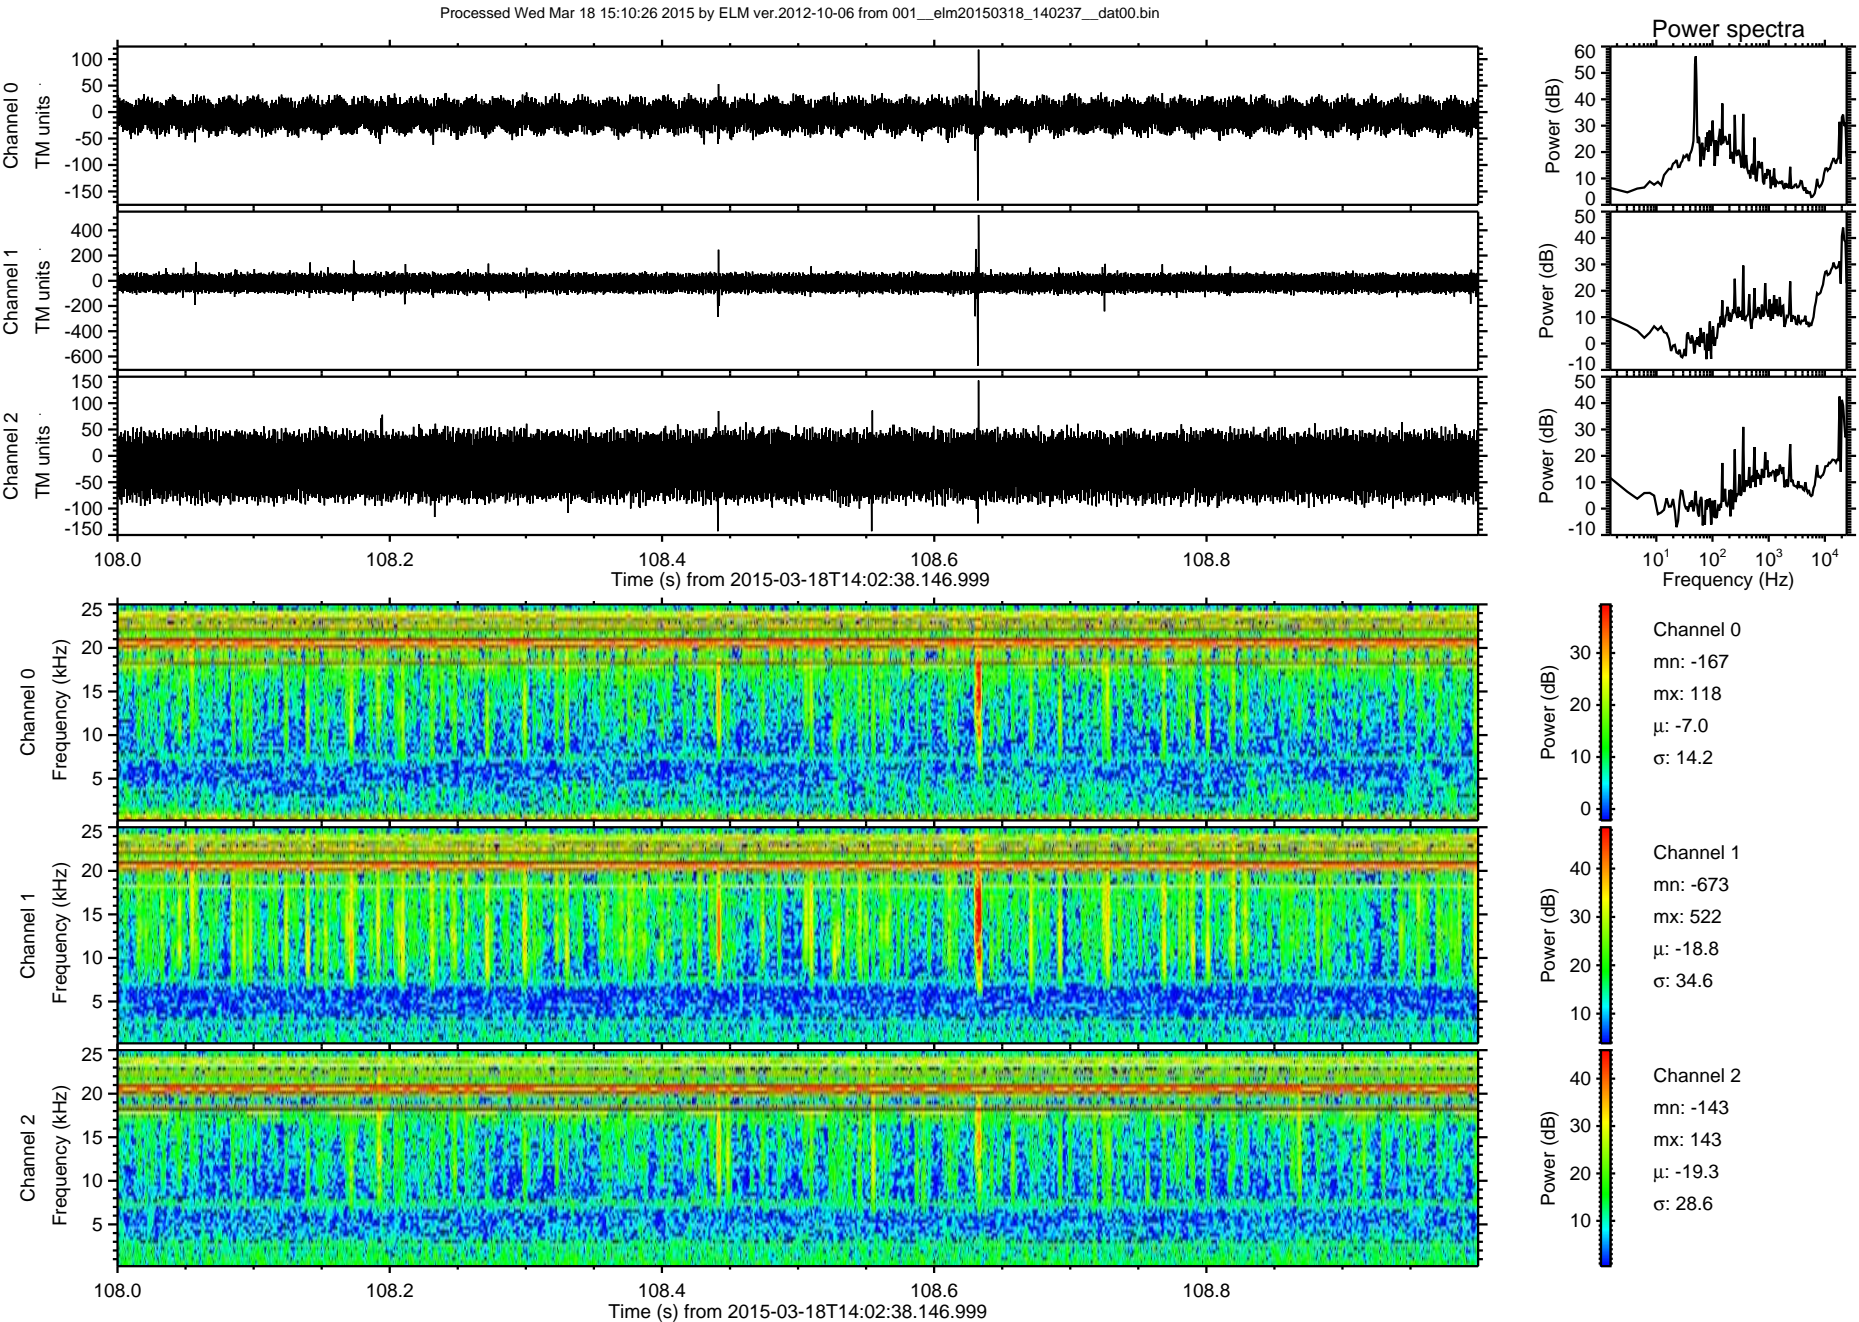 Processed Wed Mar 18 15:10:26 2015 by ELM ver.2012-10-06 from 001__elm20150318_140237__dat00.bin
Power spectra
Channel 0
TM units
100
50
0
-50
-100
-150
Power (dB)
60
50
40
30
20
10
0
Channel 1
TM units
400
200
0
-200
-400
-600
Power (dB)
50
40
30
20
10
0
-10
Channel 2
TM units
150
100
50
0
-50
-100
-150
Power (dB)
50
40
30
20
10
0
-10
108.0 108.2 108.4 108.6 108.8
Time (s) from 2015-03-18T14:02:38.146.999
10¹ 10² 10³ 10⁴
Frequency (Hz)
Channel 0
Frequency (kHz)
25
20
15
10
5
Power (dB)
30
20
10
0
Channel 0
mn: -167
mx: 118
µ: -7.0
σ: 14.2
Channel 1
Frequency (kHz)
25
20
15
10
5
Power (dB)
40
30
20
10
Channel 1
mn: -673
mx: 522
µ: -18.8
σ: 34.6
Channel 2
Frequency (kHz)
25
20
15
10
5
Power (dB)
40
30
20
10
Channel 2
mn: -143
mx: 143
µ: -19.3
σ: 28.6
108.0 108.2 108.4 108.6 108.8
Time (s) from 2015-03-18T14:02:38.146.999